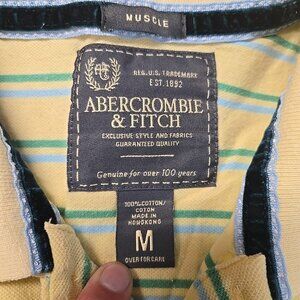 MUSCLE
REG. U.S. TRADEMARK
EST. 1892
ABERCROMBIE
& FITCH
EXCLUSIVE STYLE AND FABRICS
GUARANTEED QUALITY
Genuine for over 100 years
100% COTTON/
COTON
MADE IN
HONGKONG
M
OVER FOR CARE